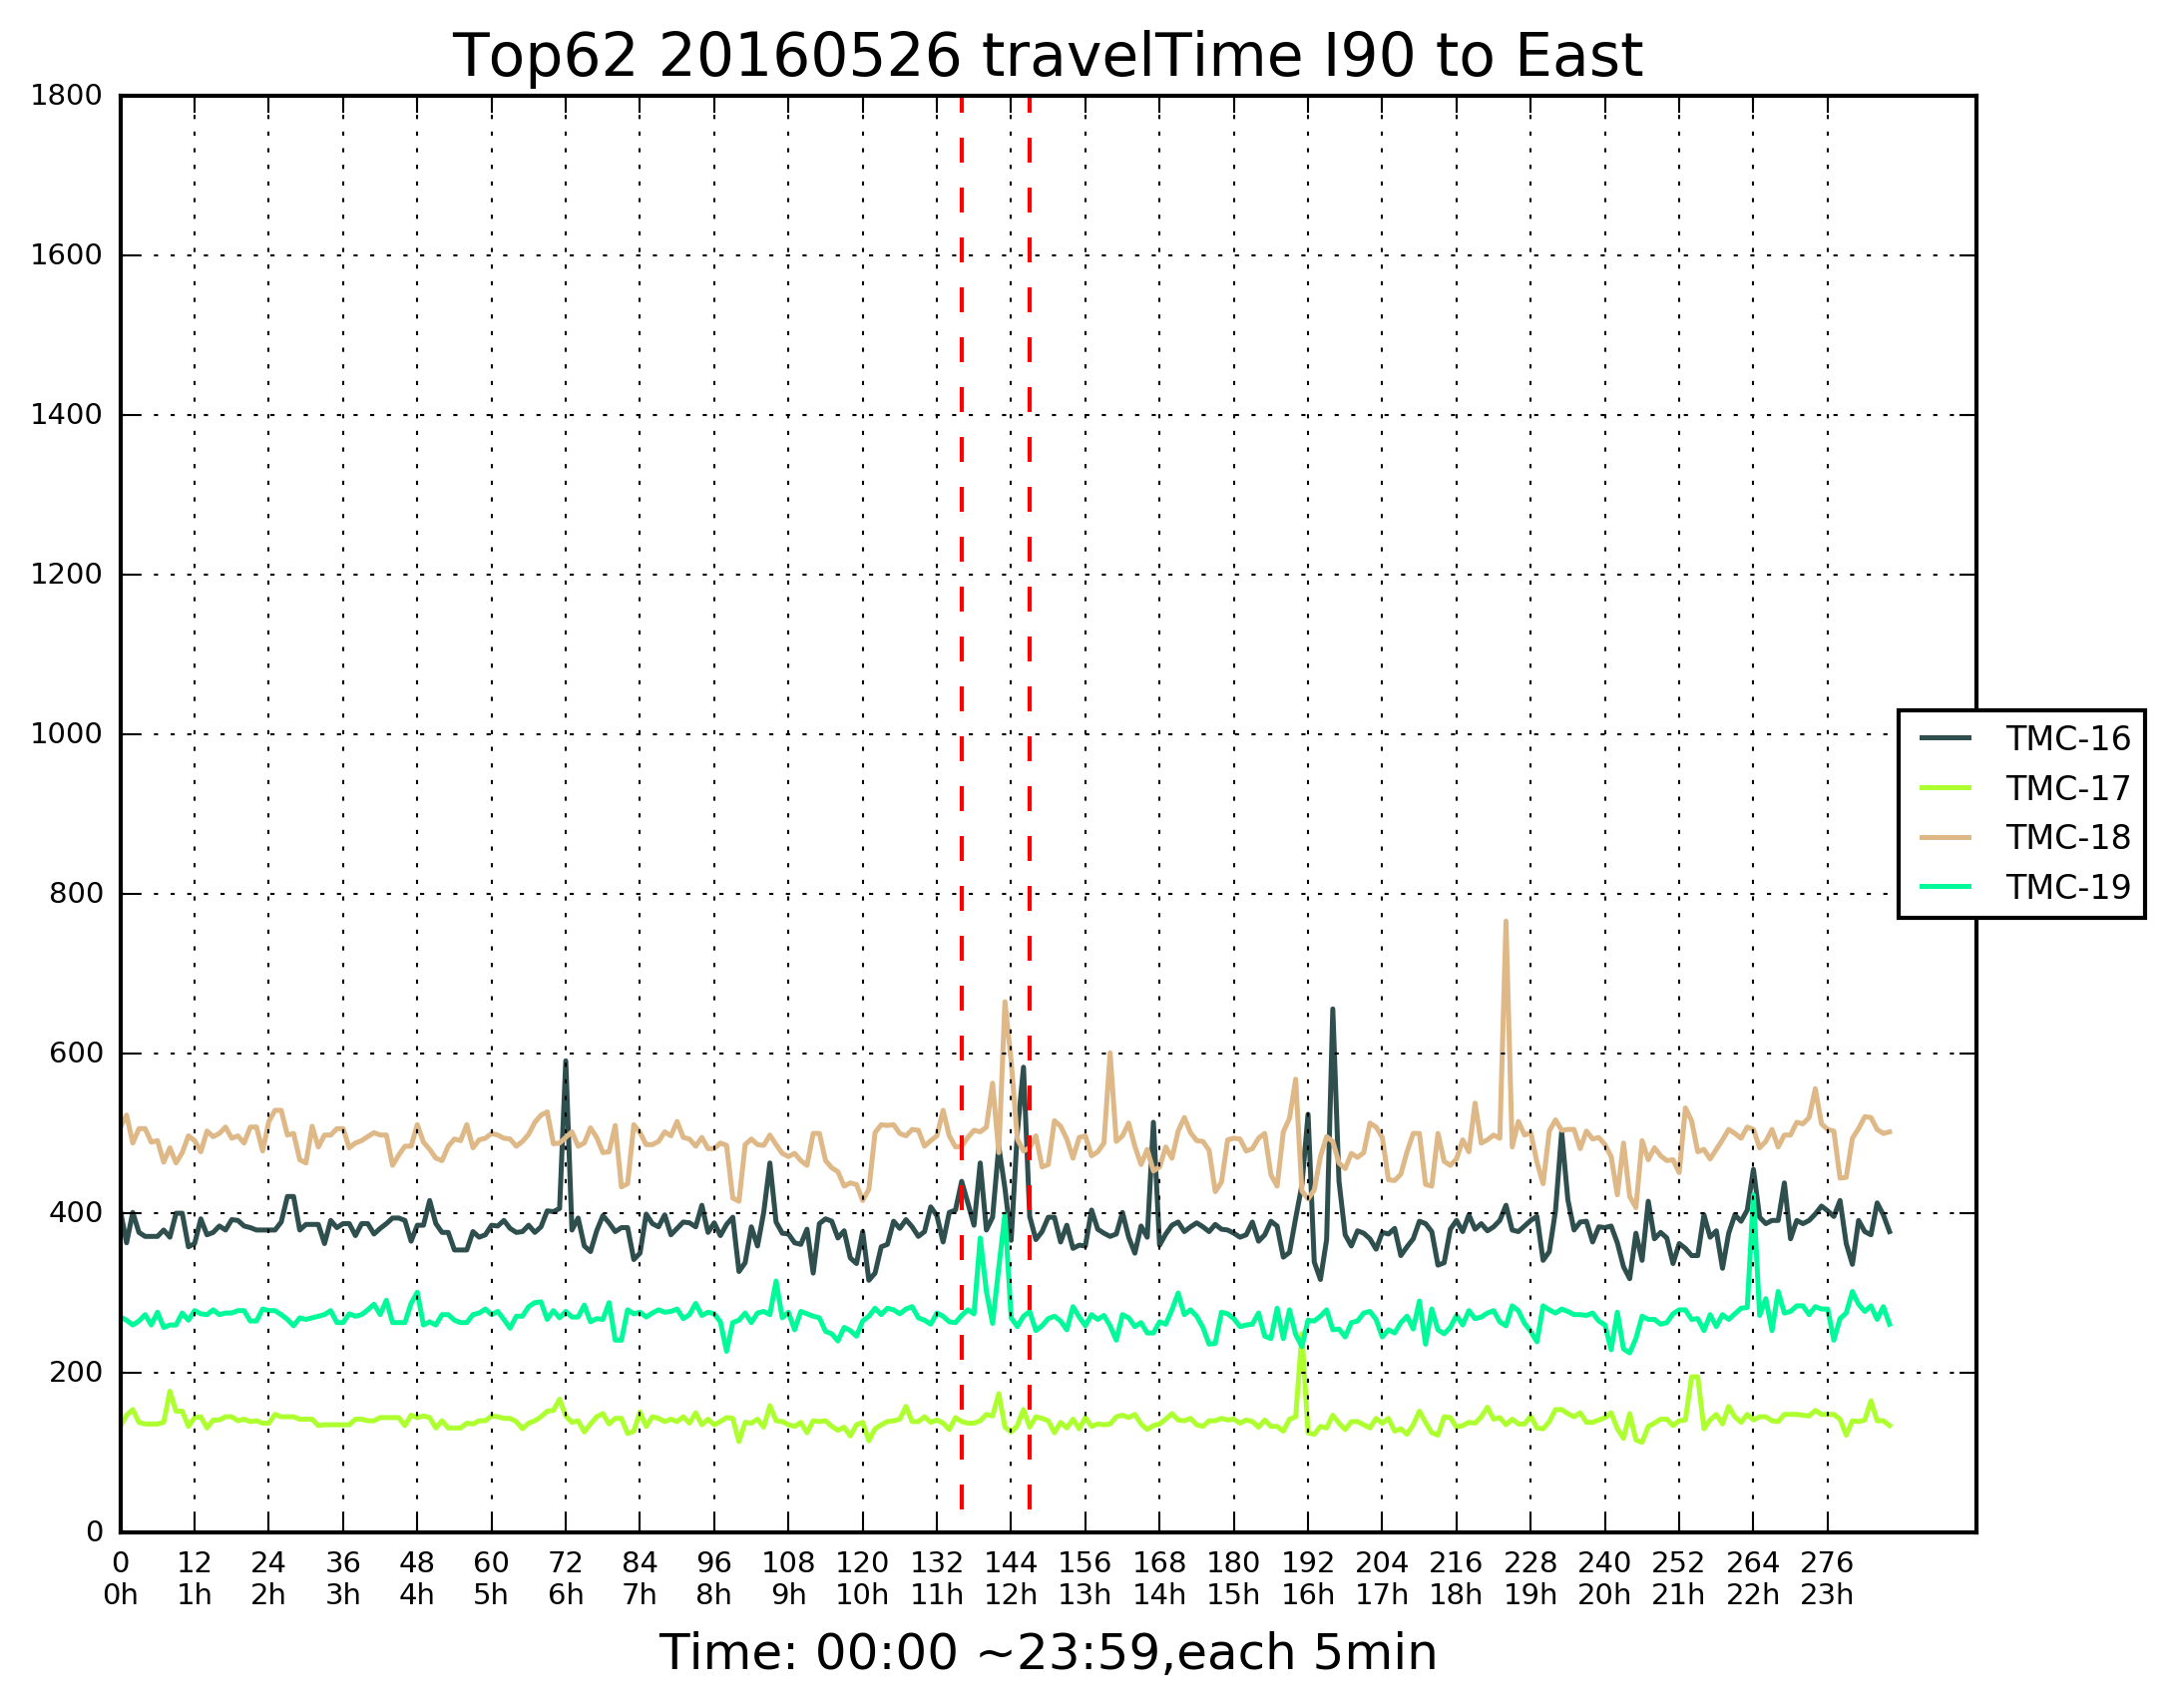 Top62 20160526 travelTime I90 to East
1800
1600
1400
1200
1000
800
600
400
200
0
TMC-16
TMC-17
TMC-18
TMC-19
0 12 24 36 48 60 72 84 96 108 120 132 144 156 168 180 192 204 216 228 240 252 264 276
0h 1h 2h 3h 4h 5h 6h 7h 8h 9h 10h 11h 12h 13h 14h 15h 16h 17h 18h 19h 20h 21h 22h 23h
Time: 00:00 ~23:59,each 5min